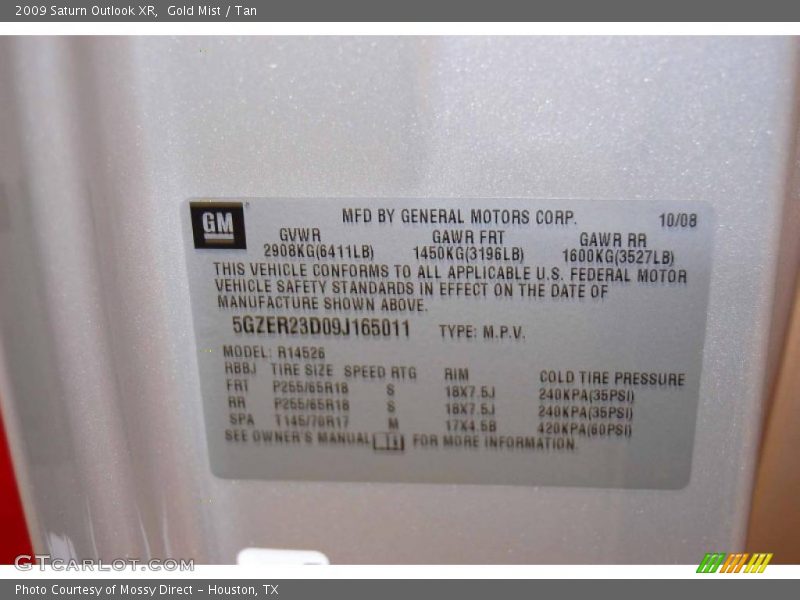 2009 Saturn Outlook XR,  Gold Mist / Tan
GM
MFD BY GENERAL MOTORS CORP.
10/08
GVWR GAWR FRT GAWR RR
2908KG(6411LB) 1450KG(3196LB) 1600KG(3527LB)
THIS VEHICLE CONFORMS TO ALL APPLICABLE U.S. FEDERAL MOTOR
VEHICLE SAFETY STANDARDS IN EFFECT ON THE DATE OF
MANUFACTURE SHOWN ABOVE.
5GZER23D09J165011 TYPE: M.P.V.
MODEL: R14526
RBBJ TIRE SIZE SPEED RTG RIM COLD TIRE PRESSURE
FRT P255/65R18 S 18X7.5J 240KPA(35PSI)
RR P255/65R18 S 18X7.5J 240KPA(35PSI)
SPA T145/70R17 M 17X4.5B 420KPA(60PSI)
SEE OWNER'S MANUAL FOR MORE INFORMATION.
GTcarlot.com
Photo Courtesy of Mossy Direct – Houston, TX